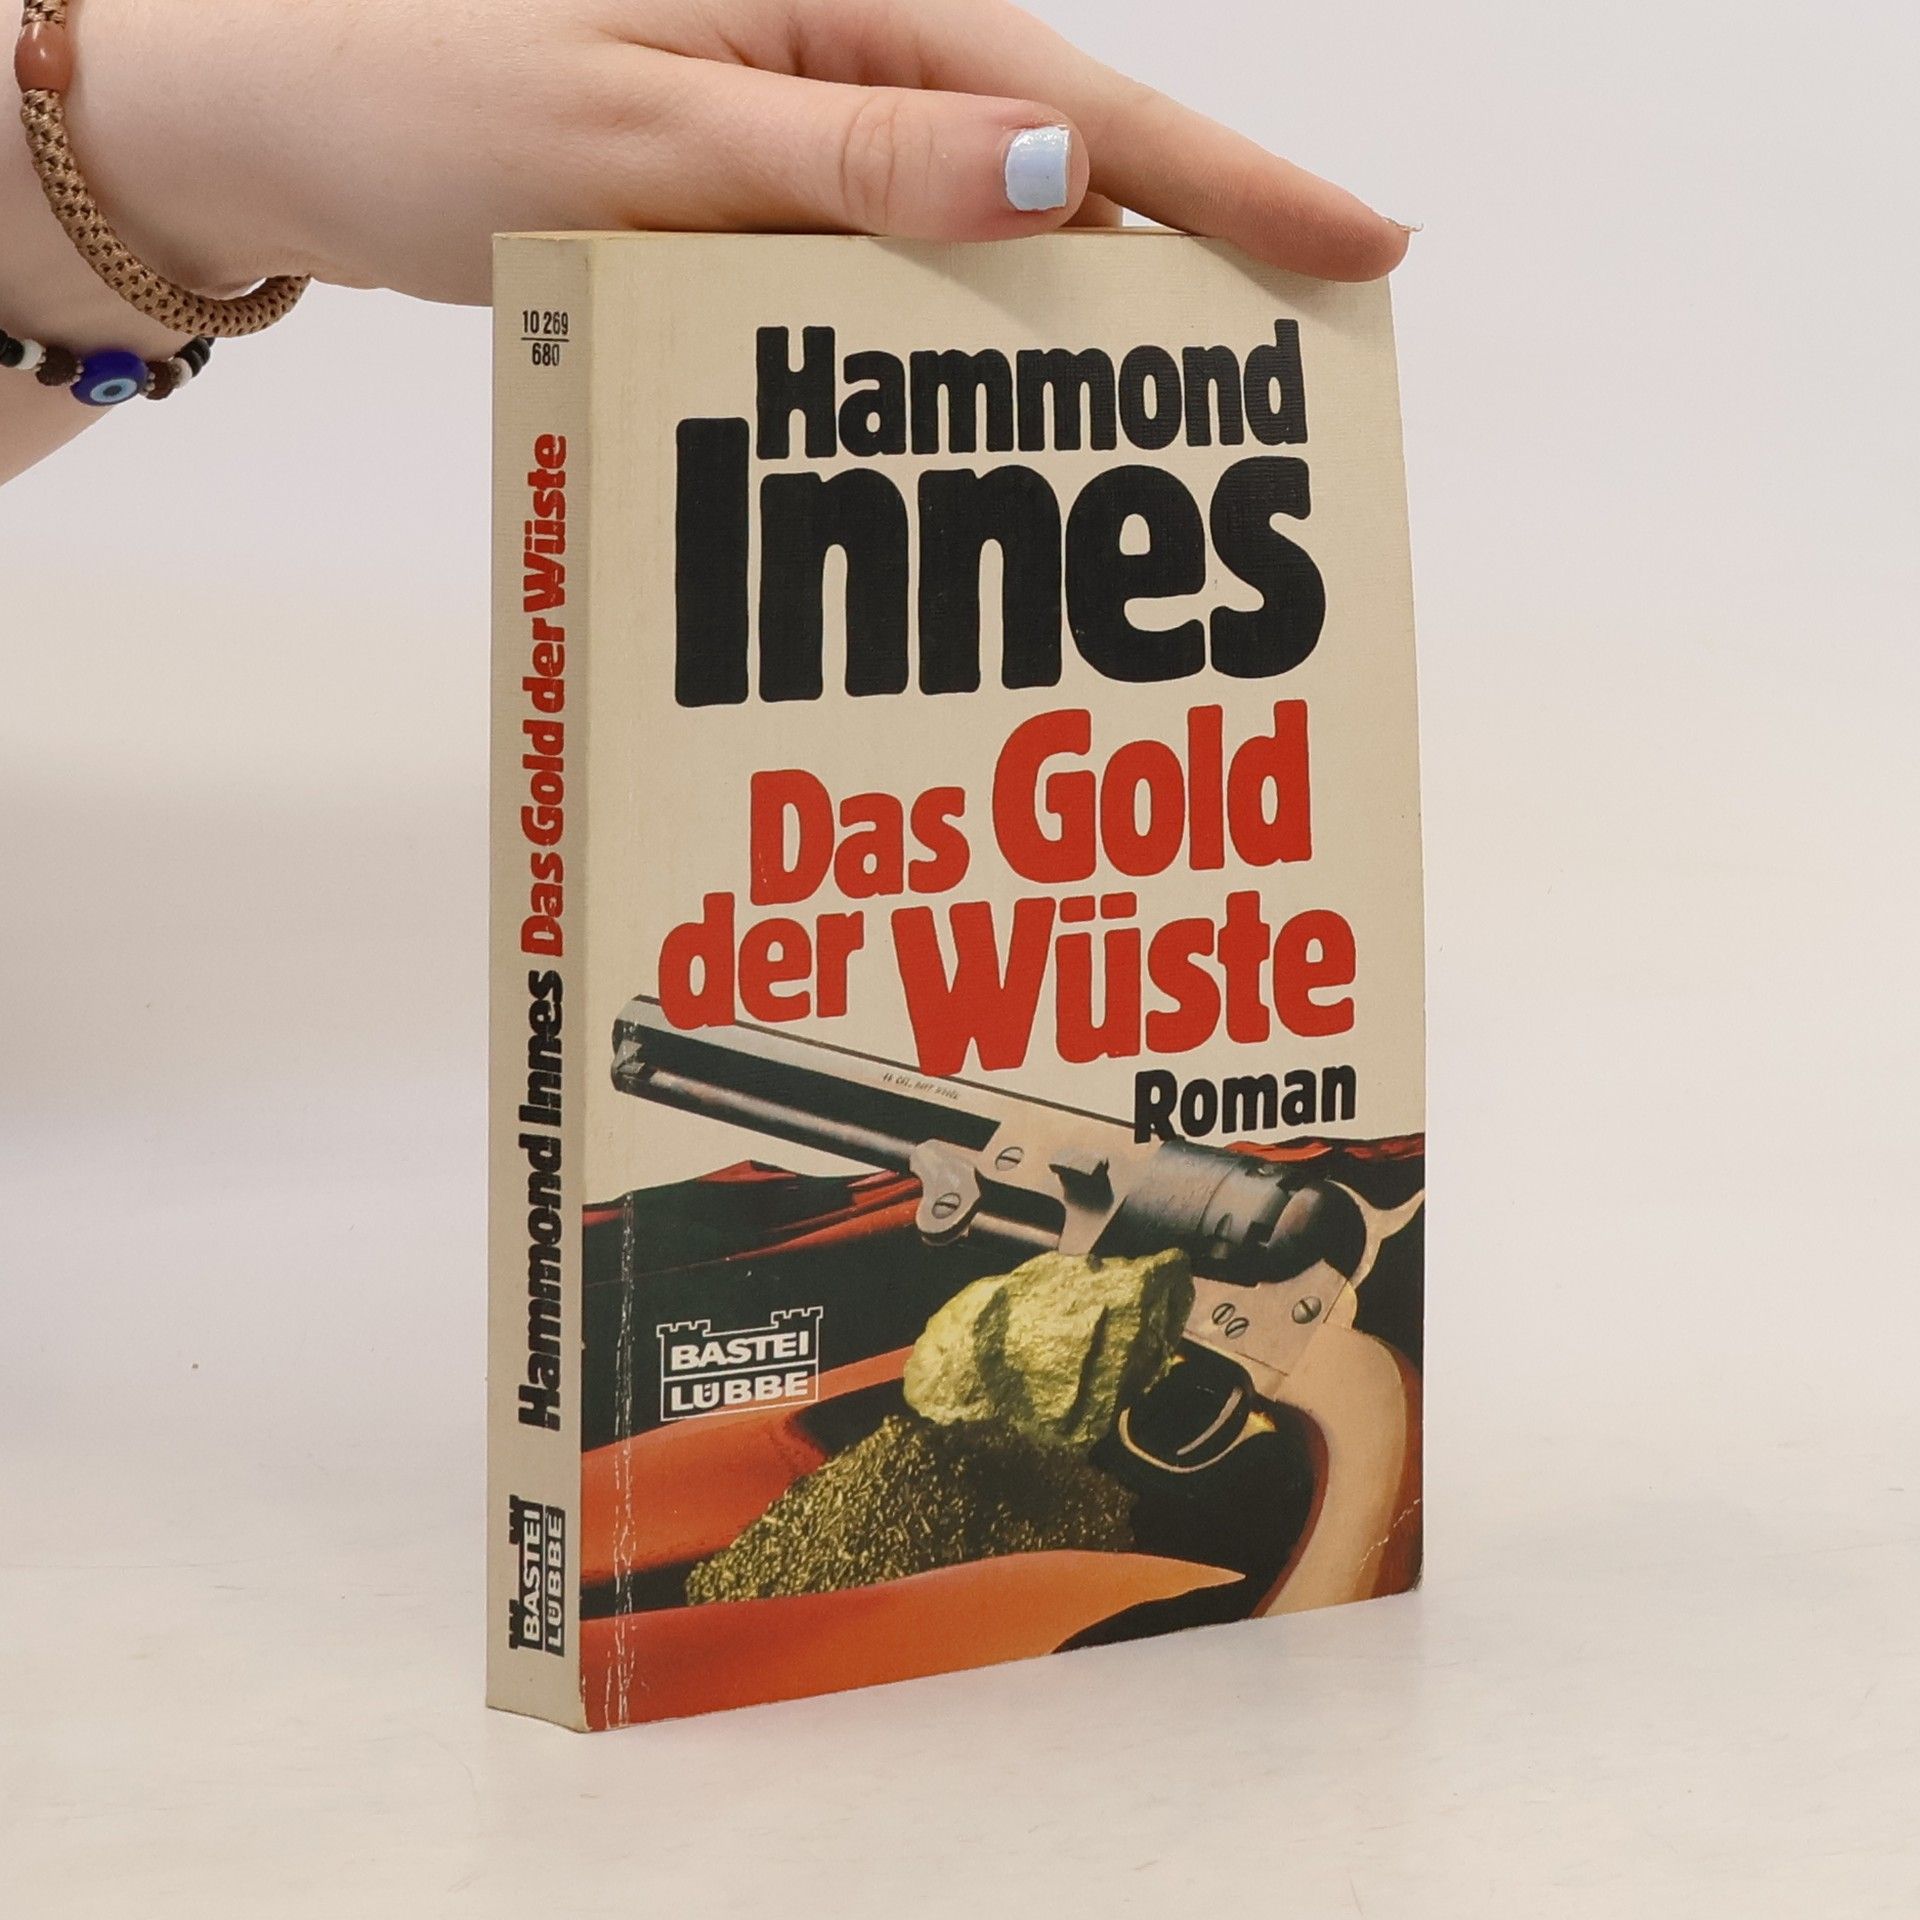 10 269
680
Hammond Innes Das Gold der Wüste
BASTEI
LÜBBE
Hammond
Innes
Das Gold
der Wüste
Roman
BASTEI
LÜBBE